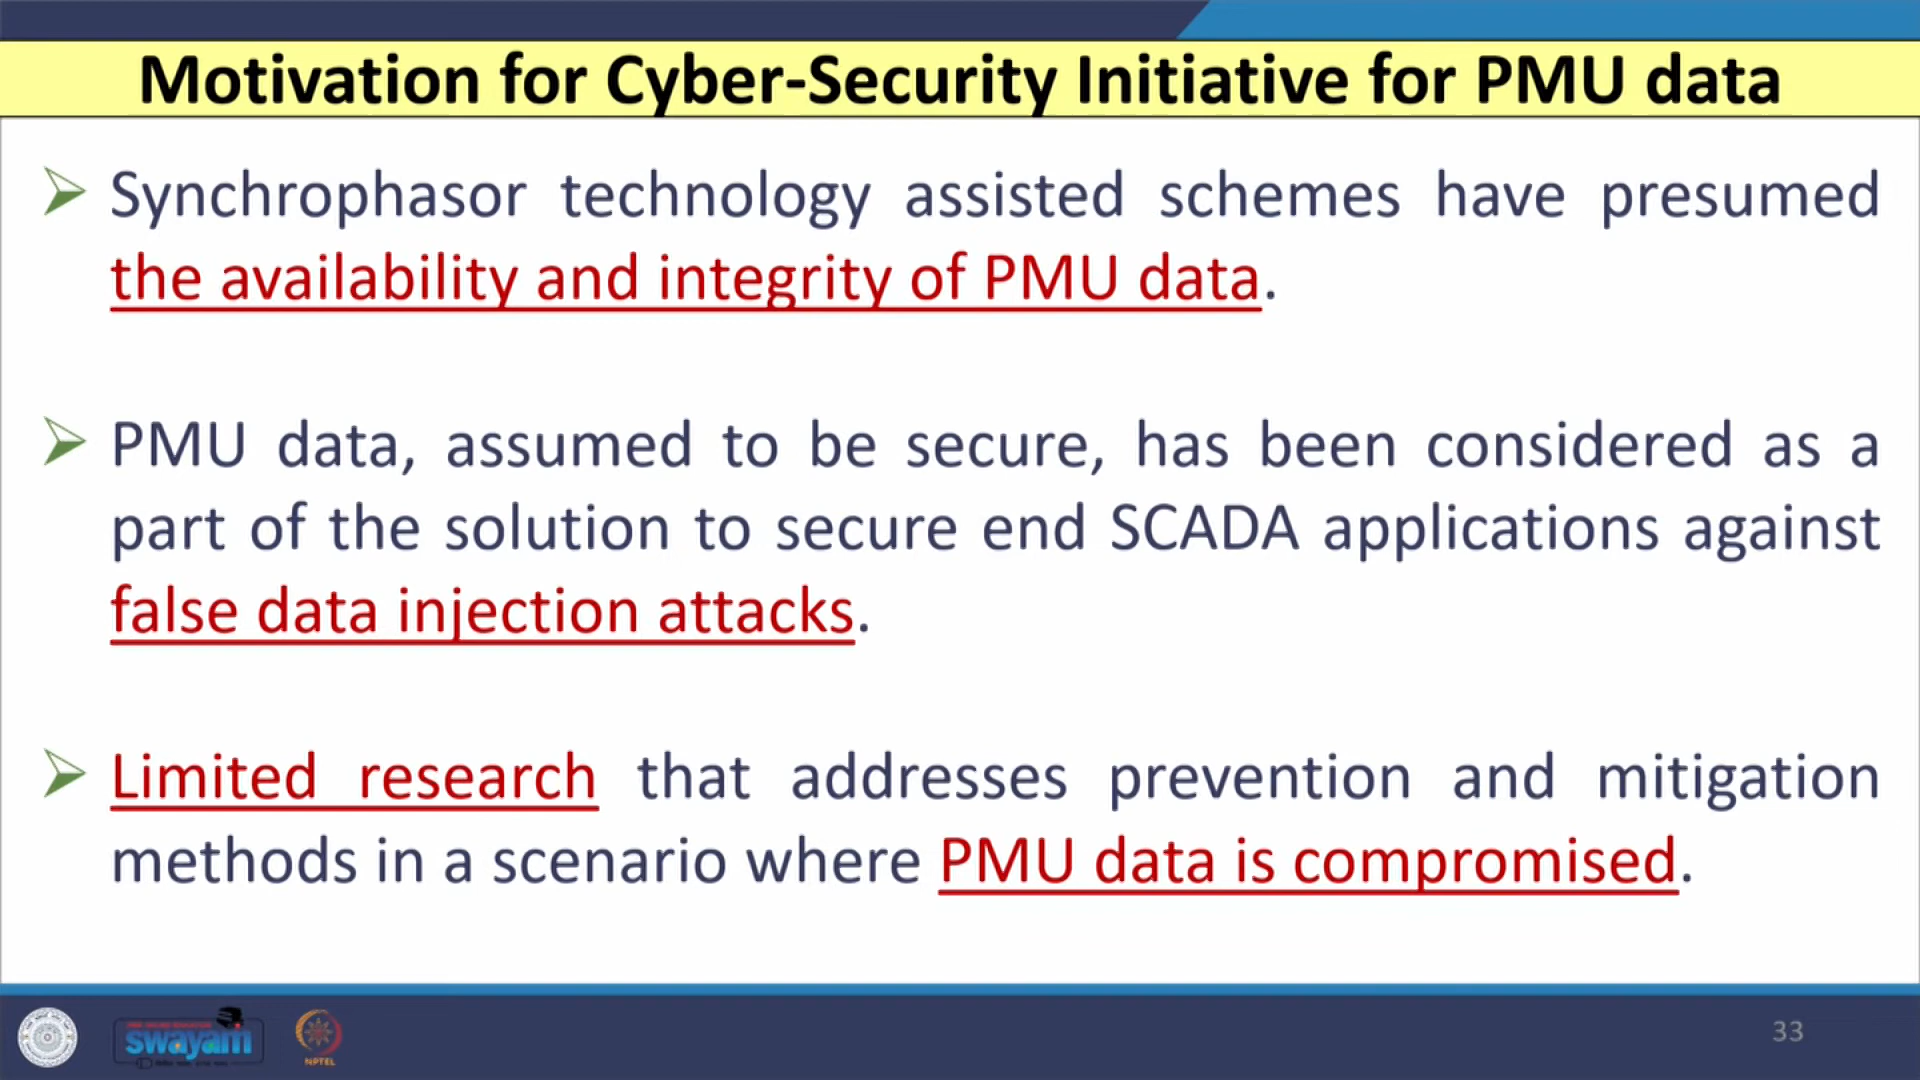 Motivation for Cyber-Security Initiative for PMU data
Synchrophasor technology assisted schemes have presumed
the availability and integrity of PMU data.
PMU data, assumed to be secure, has been considered as a
part of the solution to secure end SCADA applications against
false data injection attacks.
Limited research that addresses prevention and mitigation
methods in a scenario where PMU data is compromised.
swayam
NPTEL
33